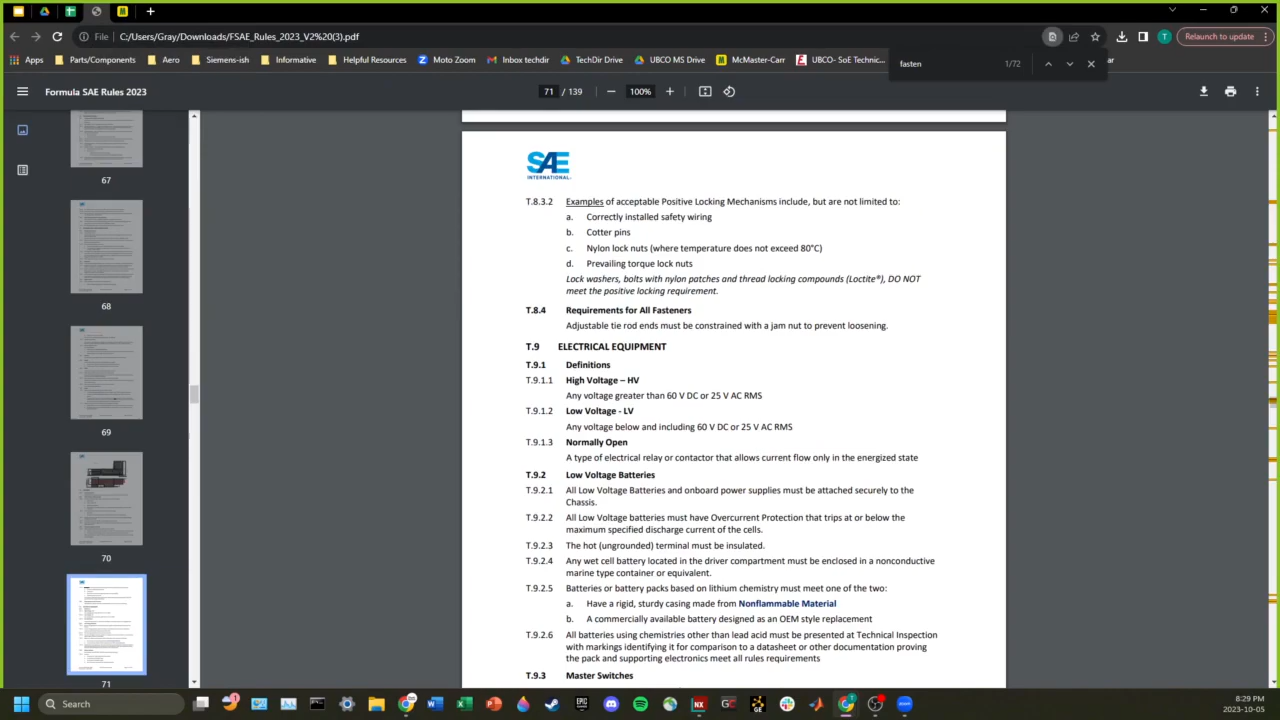 File C:/Users/Gray/Downloads/FSAE_Rules_2023_V2%20(3).pdf
Relaunch to update
Apps Parts/Components Aero Siemens-ish Informative Helpful Resources Moto Zoom Inbox techdir TechDir Drive UBCO MS Drive McMaster-Carr UBCO- SoE Technic... ar
fasten 1/72
Formula SAE Rules 2023
71 / 139 100%
67
68
69
70
71
SAE
INTERNATIONAL
T.8.3.2 Examples of acceptable Positive Locking Mechanisms include, but are not limited to:
a. Correctly installed safety wiring
b. Cotter pins
c. Nylon lock nuts (where temperature does not exceed 80°C)
d. Prevailing torque lock nuts
Lock washers, bolts with nylon patches and thread locking compounds (Loctite®), DO NOT
meet the positive locking requirement.
T.8.4 Requirements for All Fasteners
Adjustable tie rod ends must be constrained with a jam nut to prevent loosening.
T.9 ELECTRICAL EQUIPMENT
T.9.1 Definitions
T.9.1.1 High Voltage – HV
Any voltage greater than 60 V DC or 25 V AC RMS
T.9.1.2 Low Voltage - LV
Any voltage below and including 60 V DC or 25 V AC RMS
T.9.1.3 Normally Open
A type of electrical relay or contactor that allows current flow only in the energized state
T.9.2 Low Voltage Batteries
T.9.2.1 All Low Voltage Batteries and onboard power supplies must be attached securely to the
Chassis.
T.9.2.2 All Low Voltage batteries must have Overcurrent Protection that trips at or below the
maximum specified discharge current of the cells.
T.9.2.3 The hot (ungrounded) terminal must be insulated.
T.9.2.4 Any wet cell battery located in the driver compartment must be enclosed in a nonconductive
marine type container or equivalent.
T.9.2.5 Batteries or battery packs based on lithium chemistry must meet one of the two:
a. Have a rigid, sturdy casing made from Nonflammable Material
b. A commercially available battery designed as an OEM style replacement
T.9.2.6 All batteries using chemistries other than lead acid must be presented at Technical Inspection
with markings identifying it for comparison to a datasheet or other documentation proving
the pack and supporting electronics meet all rules requirements
T.9.3 Master Switches
Search
8:29 PM
2023-10-05